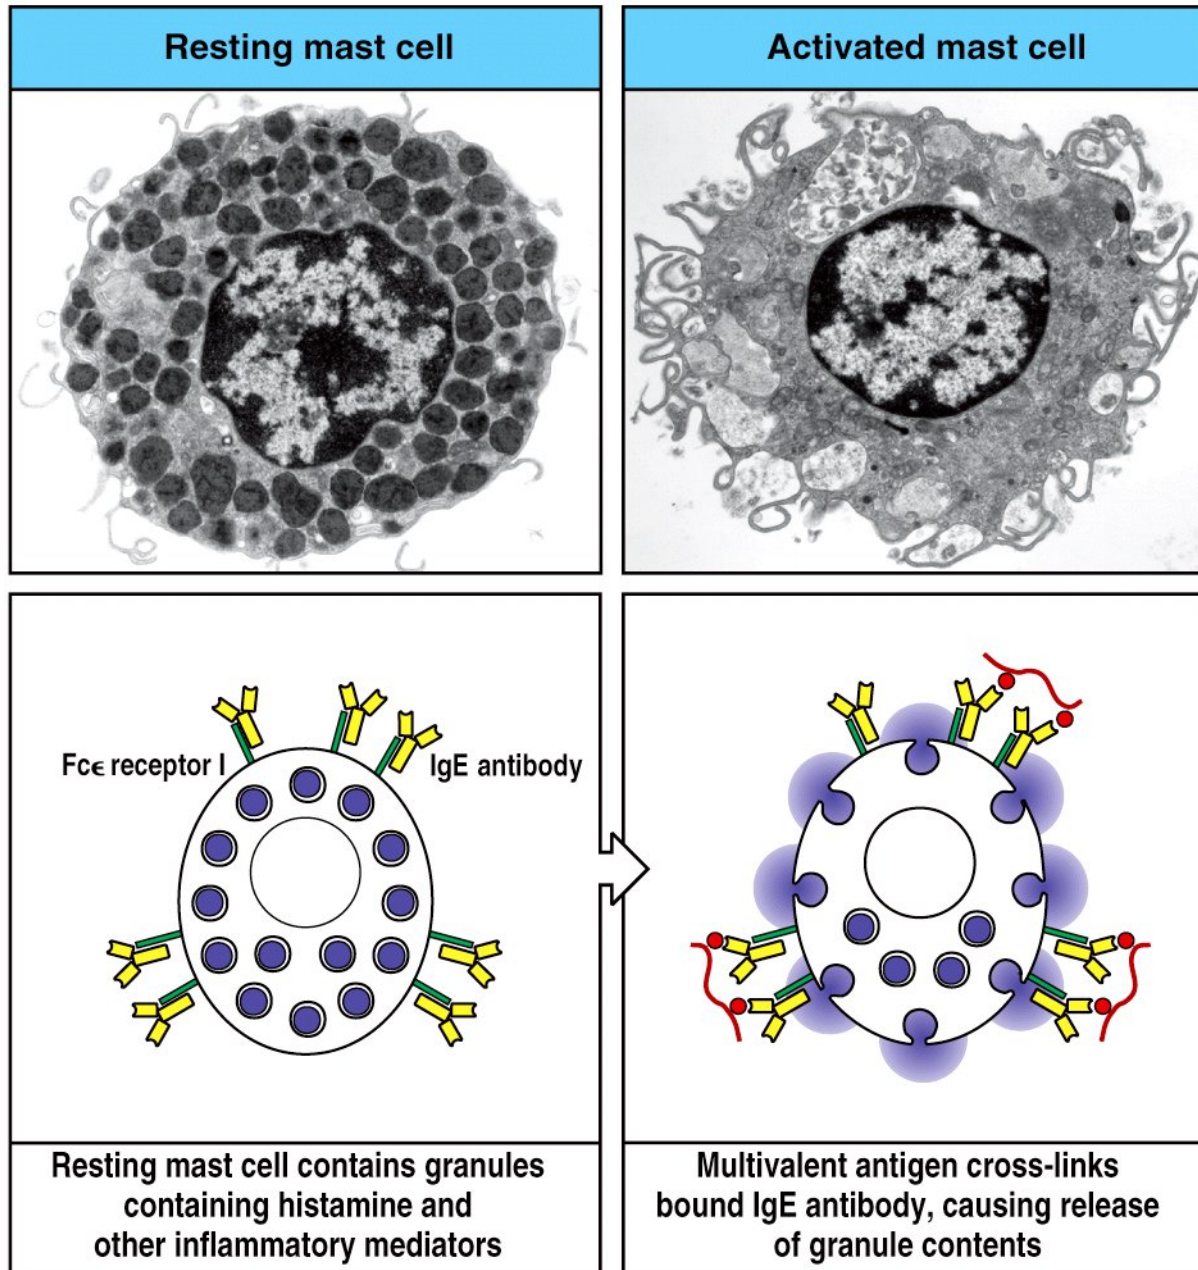 Resting mast cell
Activated mast cell
Fcϵ receptor I
IgE antibody
Resting mast cell contains granules
containing histamine and
other inflammatory mediators
Multivalent antigen cross-links
bound IgE antibody, causing release
of granule contents